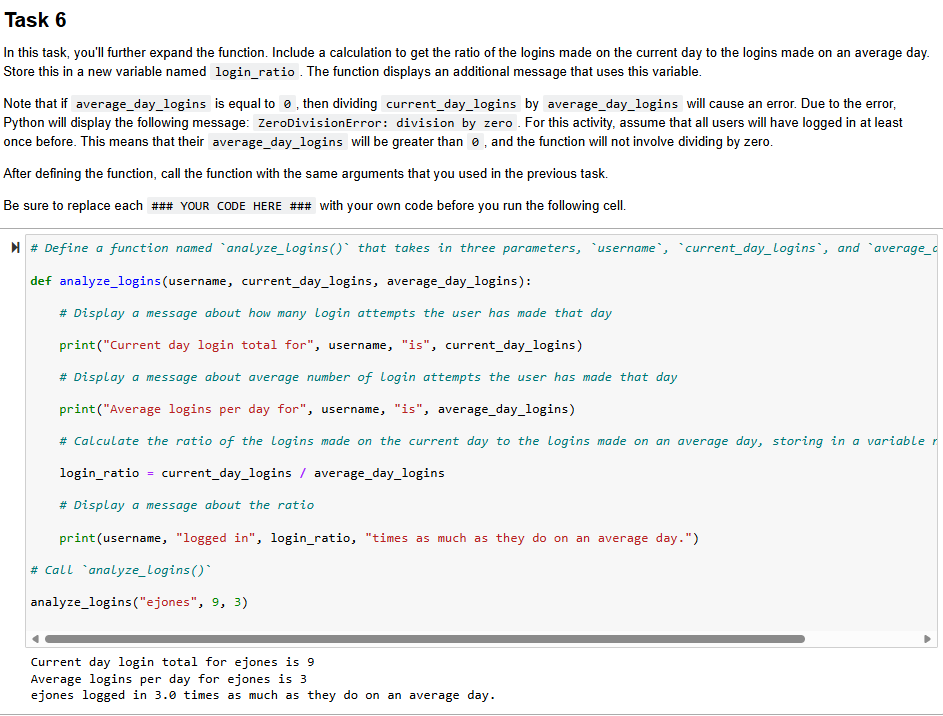 Task 6
In this task, you'll further expand the function. Include a calculation to get the ratio of the logins made on the current day to the logins made on an average day.
Store this in a new variable named login_ratio . The function displays an additional message that uses this variable.
Note that if average_day_logins is equal to 0 , then dividing current_day_logins by average_day_logins will cause an error. Due to the error,
Python will display the following message: ZeroDivisionError: division by zero . For this activity, assume that all users will have logged in at least
once before. This means that their average_day_logins will be greater than 0 , and the function will not involve dividing by zero.
After defining the function, call the function with the same arguments that you used in the previous task.
Be sure to replace each ### YOUR CODE HERE ### with your own code before you run the following cell.
# Define a function named `analyze_logins()` that takes in three parameters, `username`, `current_day_logins`, and `average_
def analyze_logins(username, current_day_logins, average_day_logins):
# Display a message about how many login attempts the user has made that day
print("Current day login total for", username, "is", current_day_logins)
# Display a message about average number of login attempts the user has made that day
print("Average logins per day for", username, "is", average_day_logins)
# Calculate the ratio of the logins made on the current day to the logins made on an average day, storing in a variable
login_ratio = current_day_logins / average_day_logins
# Display a message about the ratio
print(username, "logged in", login_ratio, "times as much as they do on an average day.")
# Call `analyze_logins()`
analyze_logins("ejones", 9, 3)
Current day login total for ejones is 9
Average logins per day for ejones is 3
ejones logged in 3.0 times as much as they do on an average day.